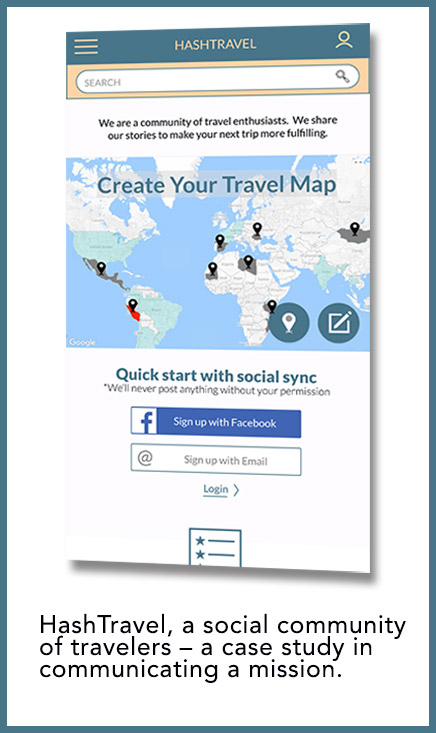 HASHTRAVEL
SEARCH
We are a community of travel enthusiasts. We share
our stories to make your next trip more fulfilling.
Create Your Travel Map
Google
Quick start with social sync
*We'll never post anything without your permission
f Sign up with Facebook
@ Sign up with Email
Login >
HashTravel, a social community
of travelers – a case study in
communicating a mission.